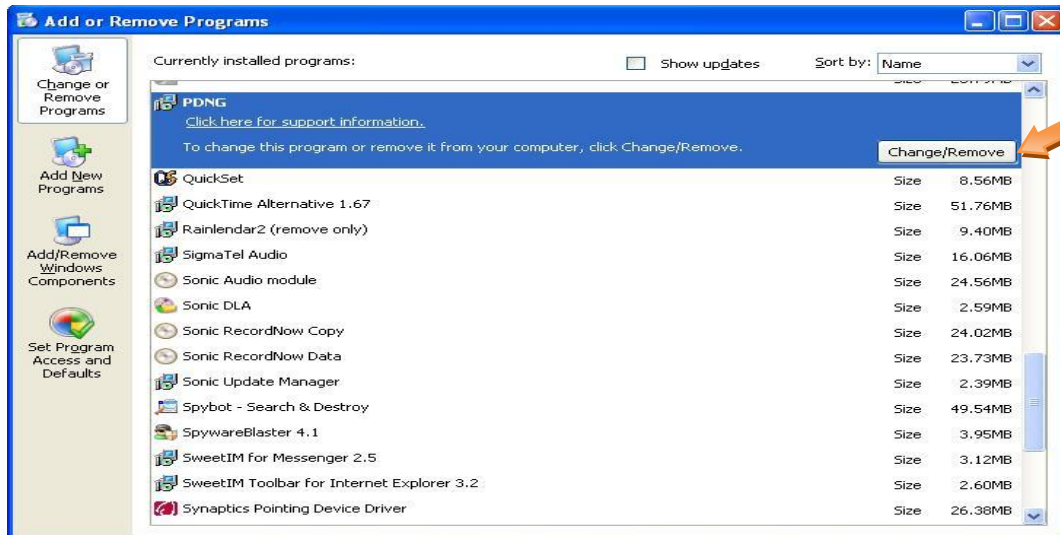 Add or Remove Programs
Change or
Remove
Programs
Add New
Programs
Add/Remove
Windows
Components
Set Program
Access and
Defaults
Currently installed programs:
Show updates
Sort by: Name
PDNG
Click here for support information.
To change this program or remove it from your computer, click Change/Remove.
Change/Remove
QuickSet Size 8.56MB
QuickTime Alternative 1.67 Size 51.76MB
Rainlendar2 (remove only) Size 9.40MB
SigmaTel Audio Size 16.06MB
Sonic Audio module Size 24.56MB
Sonic DLA Size 2.59MB
Sonic RecordNow Copy Size 24.02MB
Sonic RecordNow Data Size 23.73MB
Sonic Update Manager Size 2.39MB
Spybot - Search & Destroy Size 49.54MB
SpywareBlaster 4.1 Size 3.95MB
SweetIM for Messenger 2.5 Size 3.12MB
SweetIM Toolbar for Internet Explorer 3.2 Size 2.60MB
Synaptics Pointing Device Driver Size 26.38MB